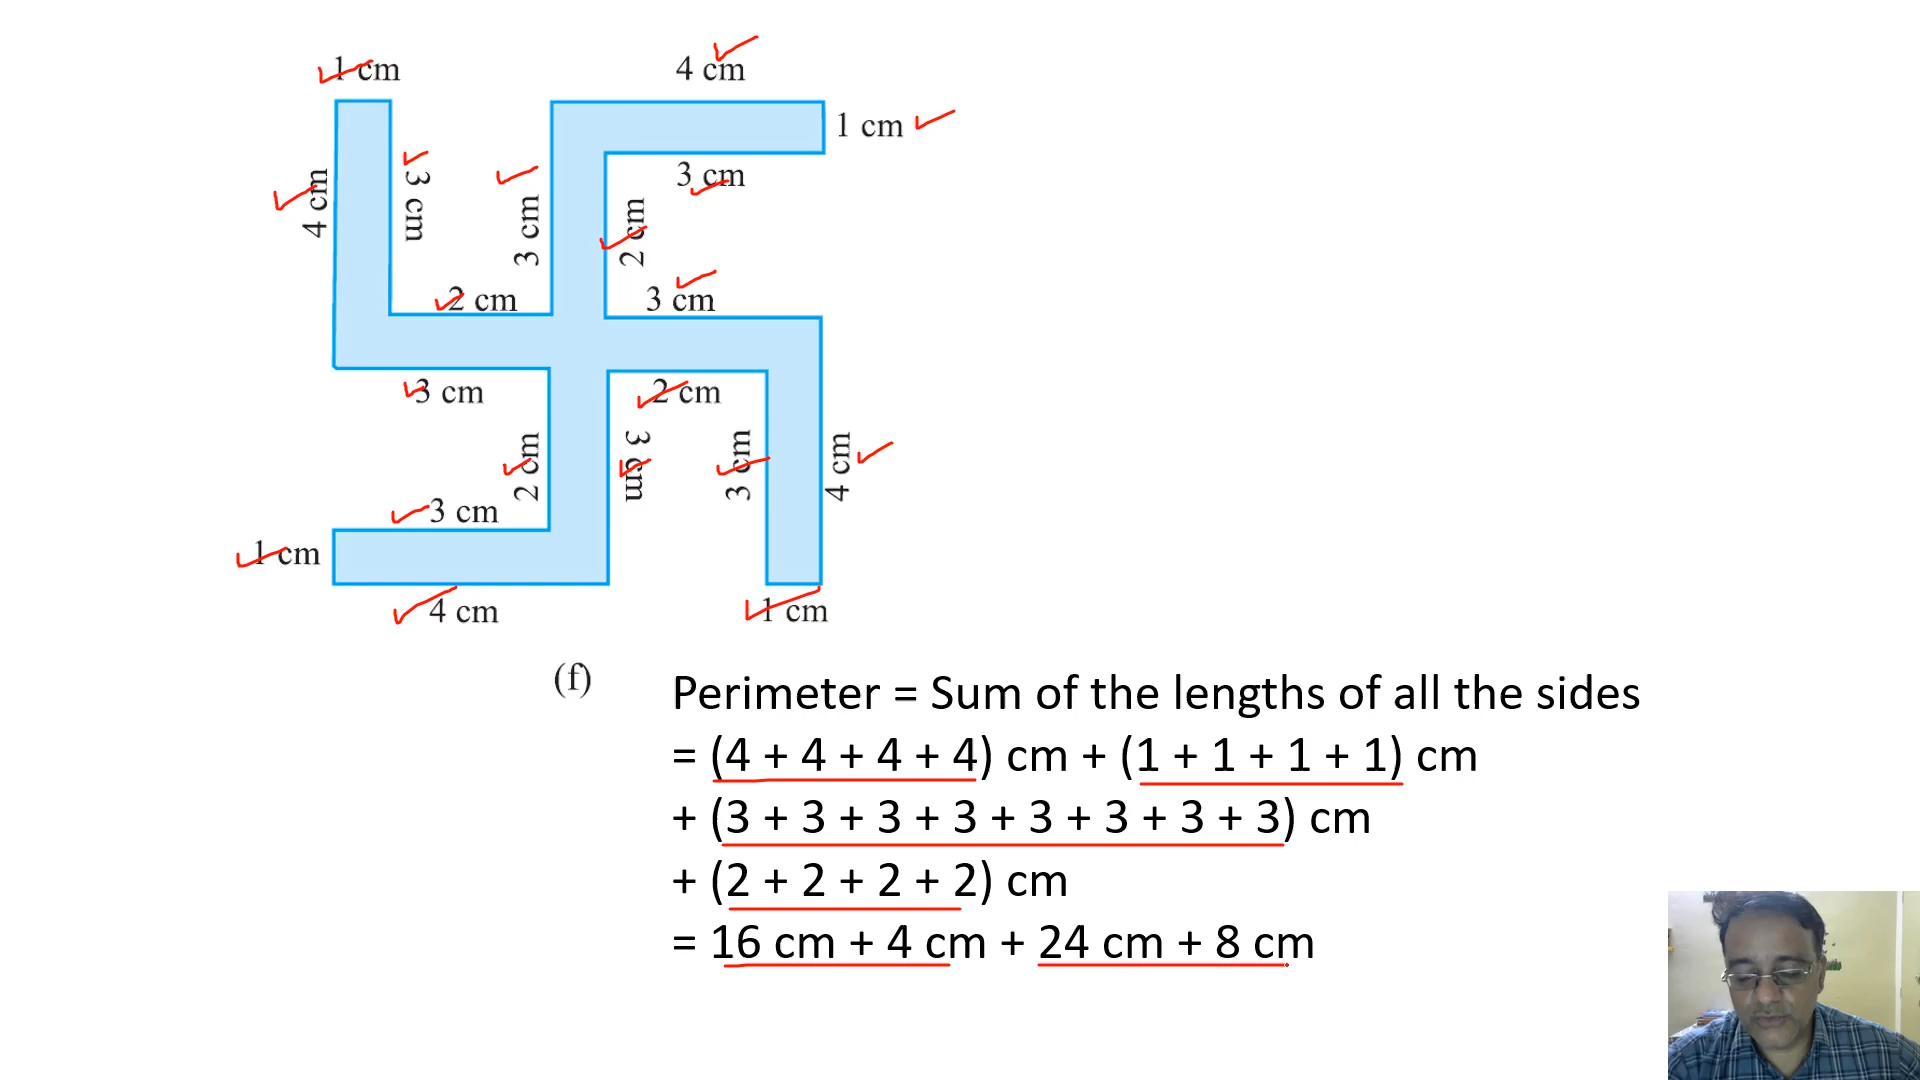 1 cm
4 cm
1 cm
4 cm
3 cm
3 cm
3 cm
2 cm
2 cm
3 cm
3 cm
2 cm
2 cm
3 cm
3 cm
4 cm
3 cm
1 cm
4 cm
1 cm
(f)
Perimeter = Sum of the lengths of all the sides
= (4 + 4 + 4 + 4) cm + (1 + 1 + 1 + 1) cm
+ (3 + 3 + 3 + 3 + 3 + 3 + 3 + 3) cm
+ (2 + 2 + 2 + 2) cm
= 16 cm + 4 cm + 24 cm + 8 cm